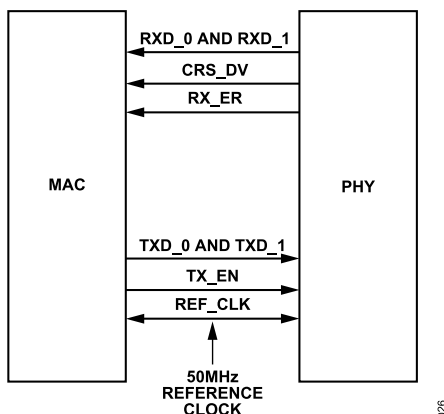 RXD_0 AND RXD_1
CRS_DV
RX_ER
MAC
PHY
TXD_0 AND TXD_1
TX_EN
REF_CLK
50MHz
REFERENCE
CLOCK